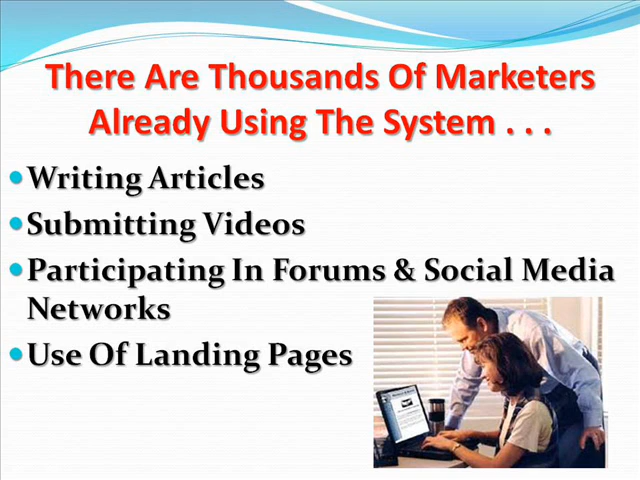 There Are Thousands Of Marketers
Already Using The System . . .
Writing Articles
Submitting Videos
Participating In Forums & Social Media
Networks
Use Of Landing Pages